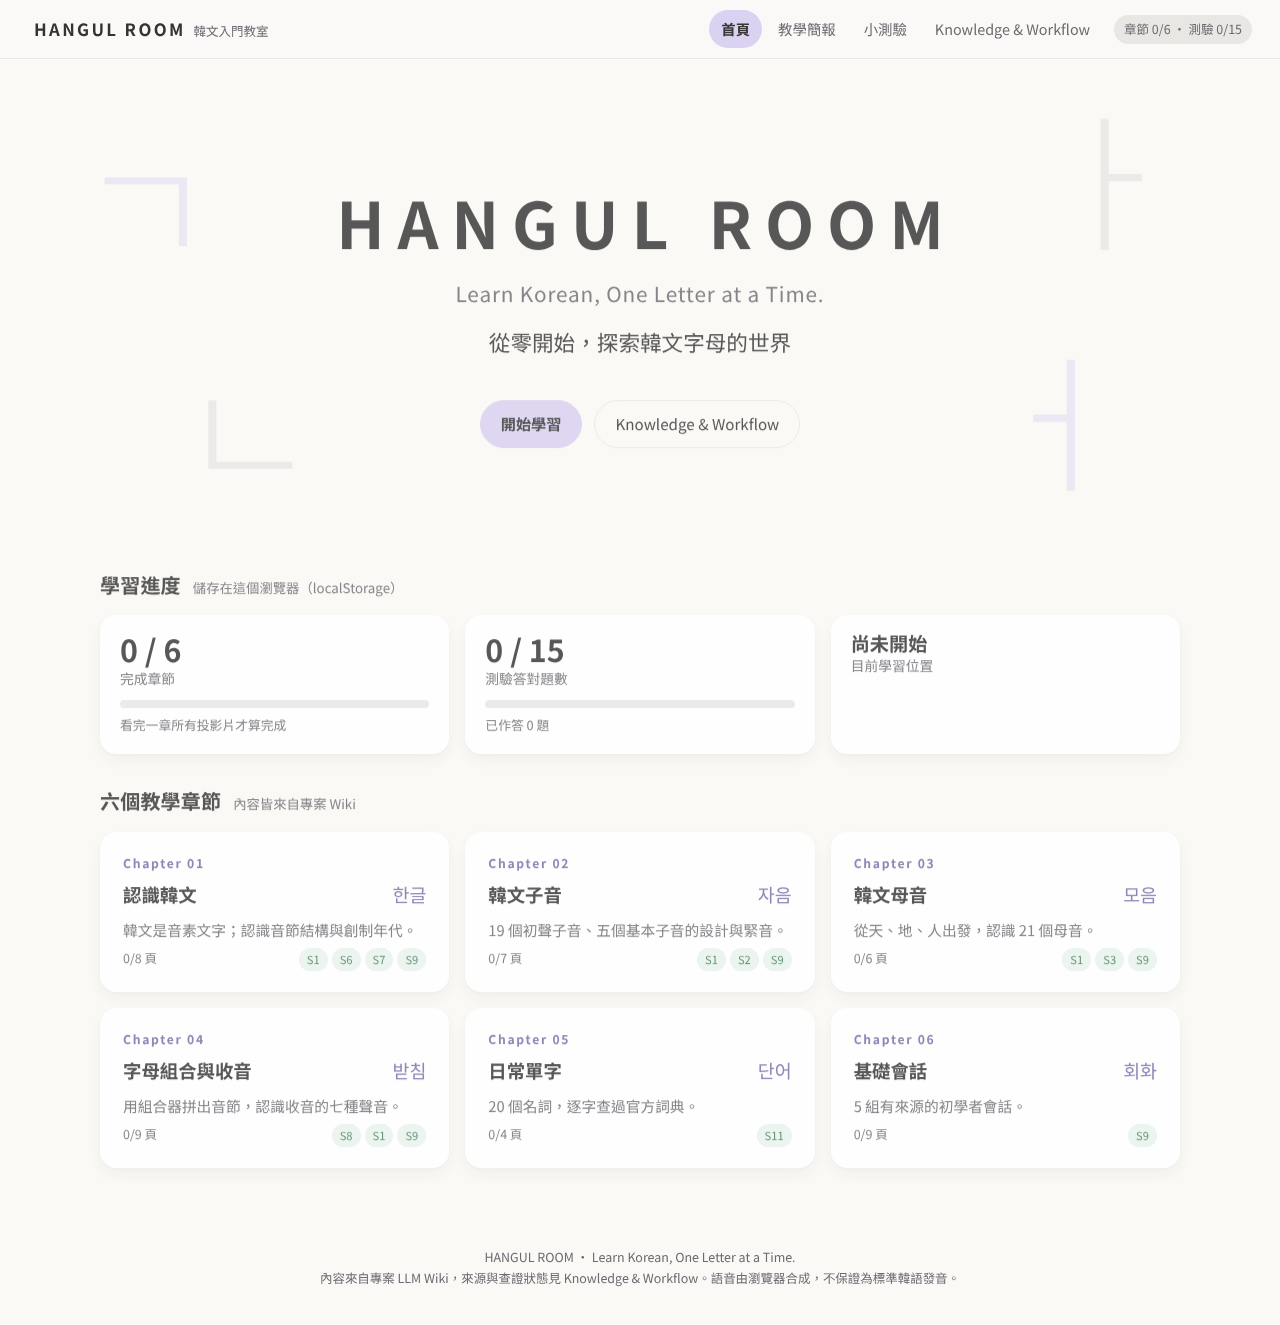 HANGUL ROOM 韓文入門教室
首頁 教學簡報 小測驗 Knowledge & Workflow 章節 0/6 · 測驗 0/15
HANGUL ROOM
Learn Korean, One Letter at a Time.
從零開始，探索韓文字母的世界
開始學習 Knowledge & Workflow
ㄱ
ㅏ
ㄴ
ㅓ
學習進度 儲存在這個瀏覽器（localStorage）
0 / 6
完成章節
看完一章所有投影片才算完成
0 / 15
測驗答對題數
已作答 0 題
尚未開始
目前學習位置
六個教學章節 內容皆來自專案 Wiki
Chapter 01
認識韓文 한글
韓文是音素文字；認識音節結構與創制年代。
0/8 頁 S1 S6 S7 S9
Chapter 02
韓文子音 자음
19 個初聲子音、五個基本子音的設計與緊音。
0/7 頁 S1 S2 S9
Chapter 03
韓文母音 모음
從天、地、人出發，認識 21 個母音。
0/6 頁 S1 S3 S9
Chapter 04
字母組合與收音 받침
用組合器拼出音節，認識收音的七種聲音。
0/9 頁 S8 S1 S9
Chapter 05
日常單字 단어
20 個名詞，逐字查過官方詞典。
0/4 頁 S11
Chapter 06
基礎會話 회화
5 組有來源的初學者會話。
0/9 頁 S9
HANGUL ROOM · Learn Korean, One Letter at a Time.
內容來自專案 LLM Wiki，來源與查證狀態見 Knowledge & Workflow。語音由瀏覽器合成，不保證為標準韓語發音。